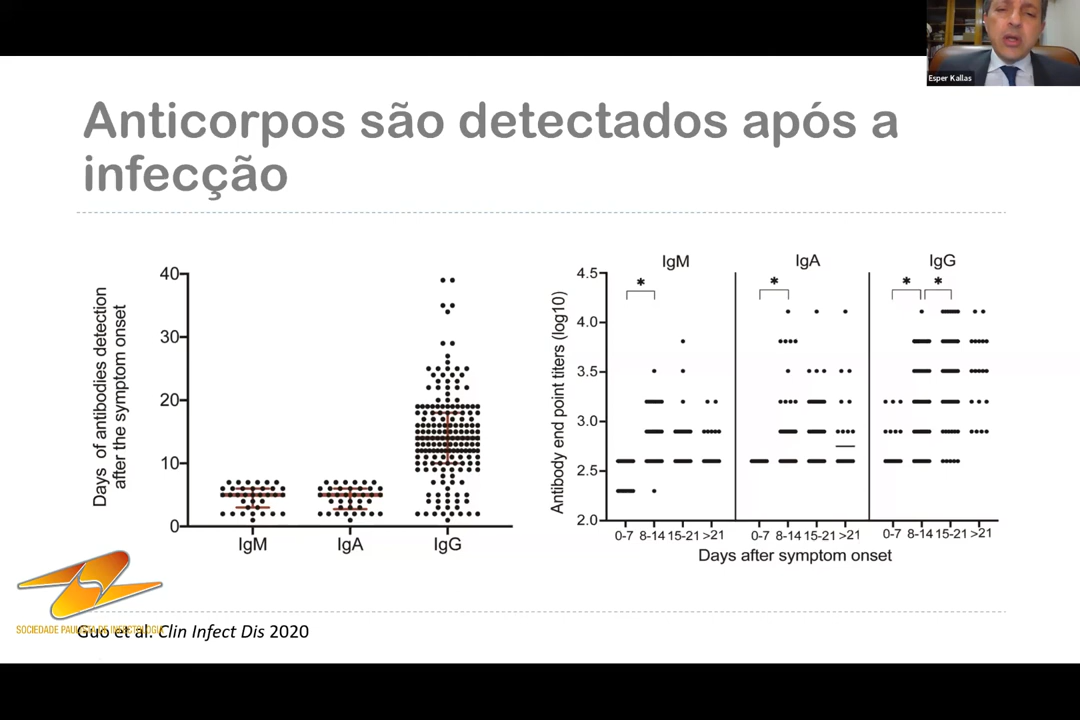 Esper Kallas
Anticorpos são detectados após a
infecção
Days of antibodies detection
after the symptom onset
40
30
20
10
0
IgM
IgA
IgG
Antibody end point titers (log10)
IgM
IgA
IgG
4.5
4.0
3.5
3.0
2.5
2.0
*
*
*
*
0-7 8-14 15-21 >21
0-7 8-14 15-21 >21
0-7 8-14 15-21 >21
Days after symptom onset
SOCIEDADE PAULISTA DE INFECTOLOGIA
Guo et al. Clin Infect Dis 2020